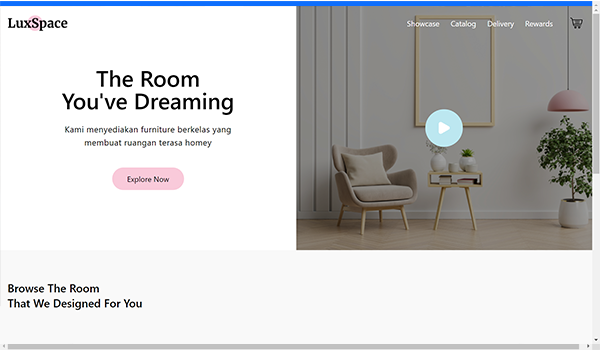 LuxSpace
Showcase Catalog Delivery Rewards
The Room
You've Dreaming
Kami menyediakan furniture berkelas yang
membuat ruangan terasa homey
Explore Now
Browse The Room
That We Designed For You